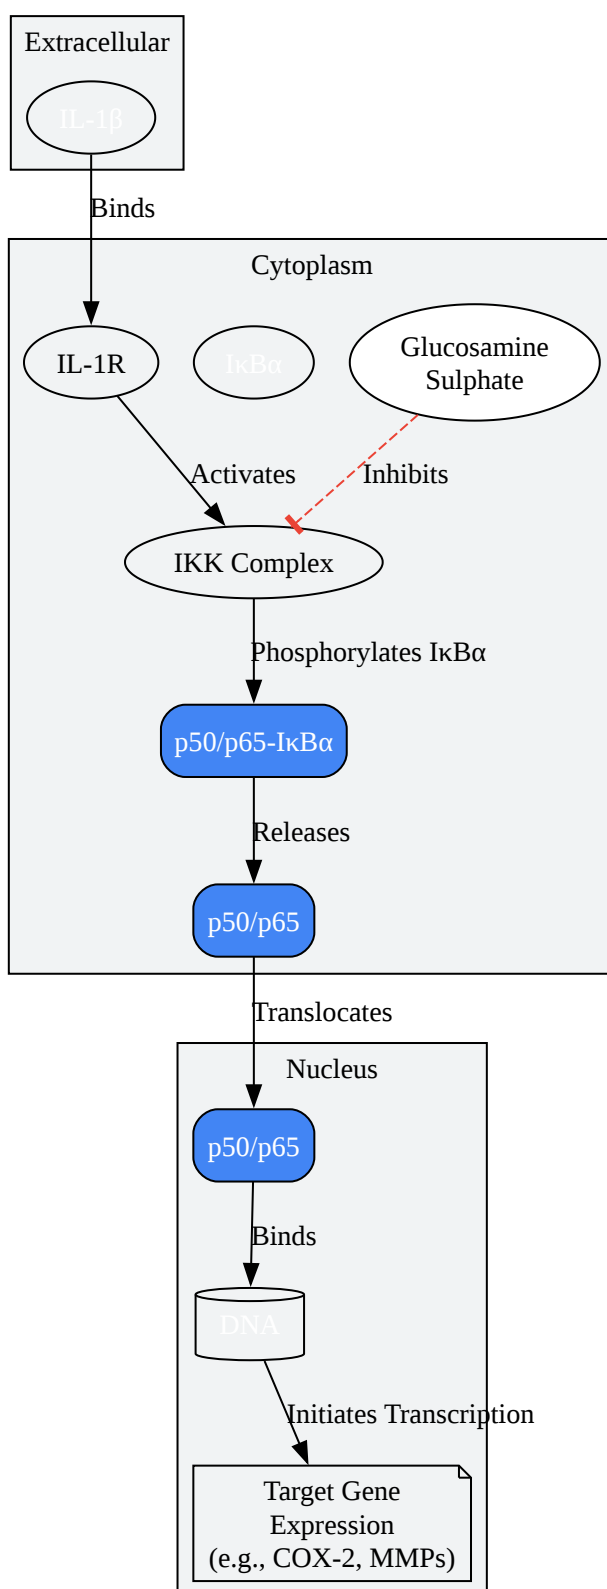 Extracellular
IL-1β
Binds
Cytoplasm
IL-1R
IκBα
Glucosamine
Sulphate
Activates
Inhibits
IKK Complex
Phosphorylates IκBα
p50/p65-IκBα
Releases
p50/p65
Translocates
Nucleus
p50/p65
Binds
DNA
Initiates Transcription
Target Gene
Expression
(e.g., COX-2, MMPs)